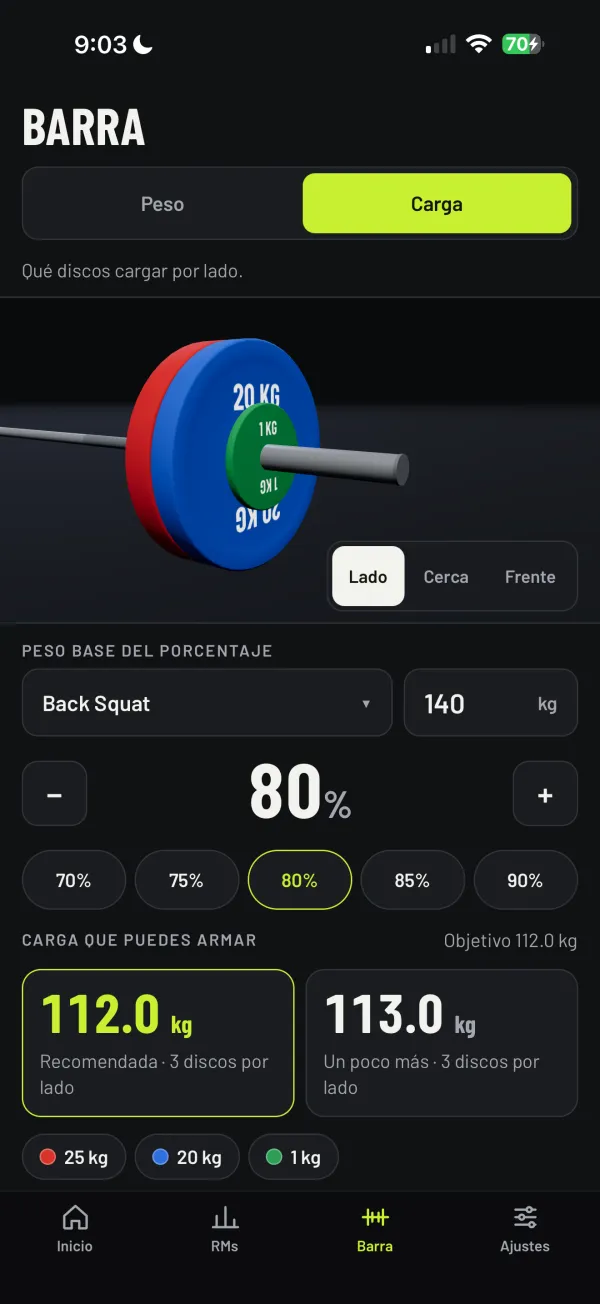 9:03
70
BARRA
Peso
Carga
Qué discos cargar por lado.
20 KG
1 KG
1 KG
20 KG
Lado
Cerca
Frente
PESO BASE DEL PORCENTAJE
Back Squat
140 kg
−
80%
+
70%
75%
80%
85%
90%
CARGA QUE PUEDES ARMAR
Objetivo 112.0 kg
112.0 kg
Recomendada · 3 discos por
lado
113.0 kg
Un poco más · 3 discos por
lado
25 kg
20 kg
1 kg
Inicio
RMs
Barra
Ajustes